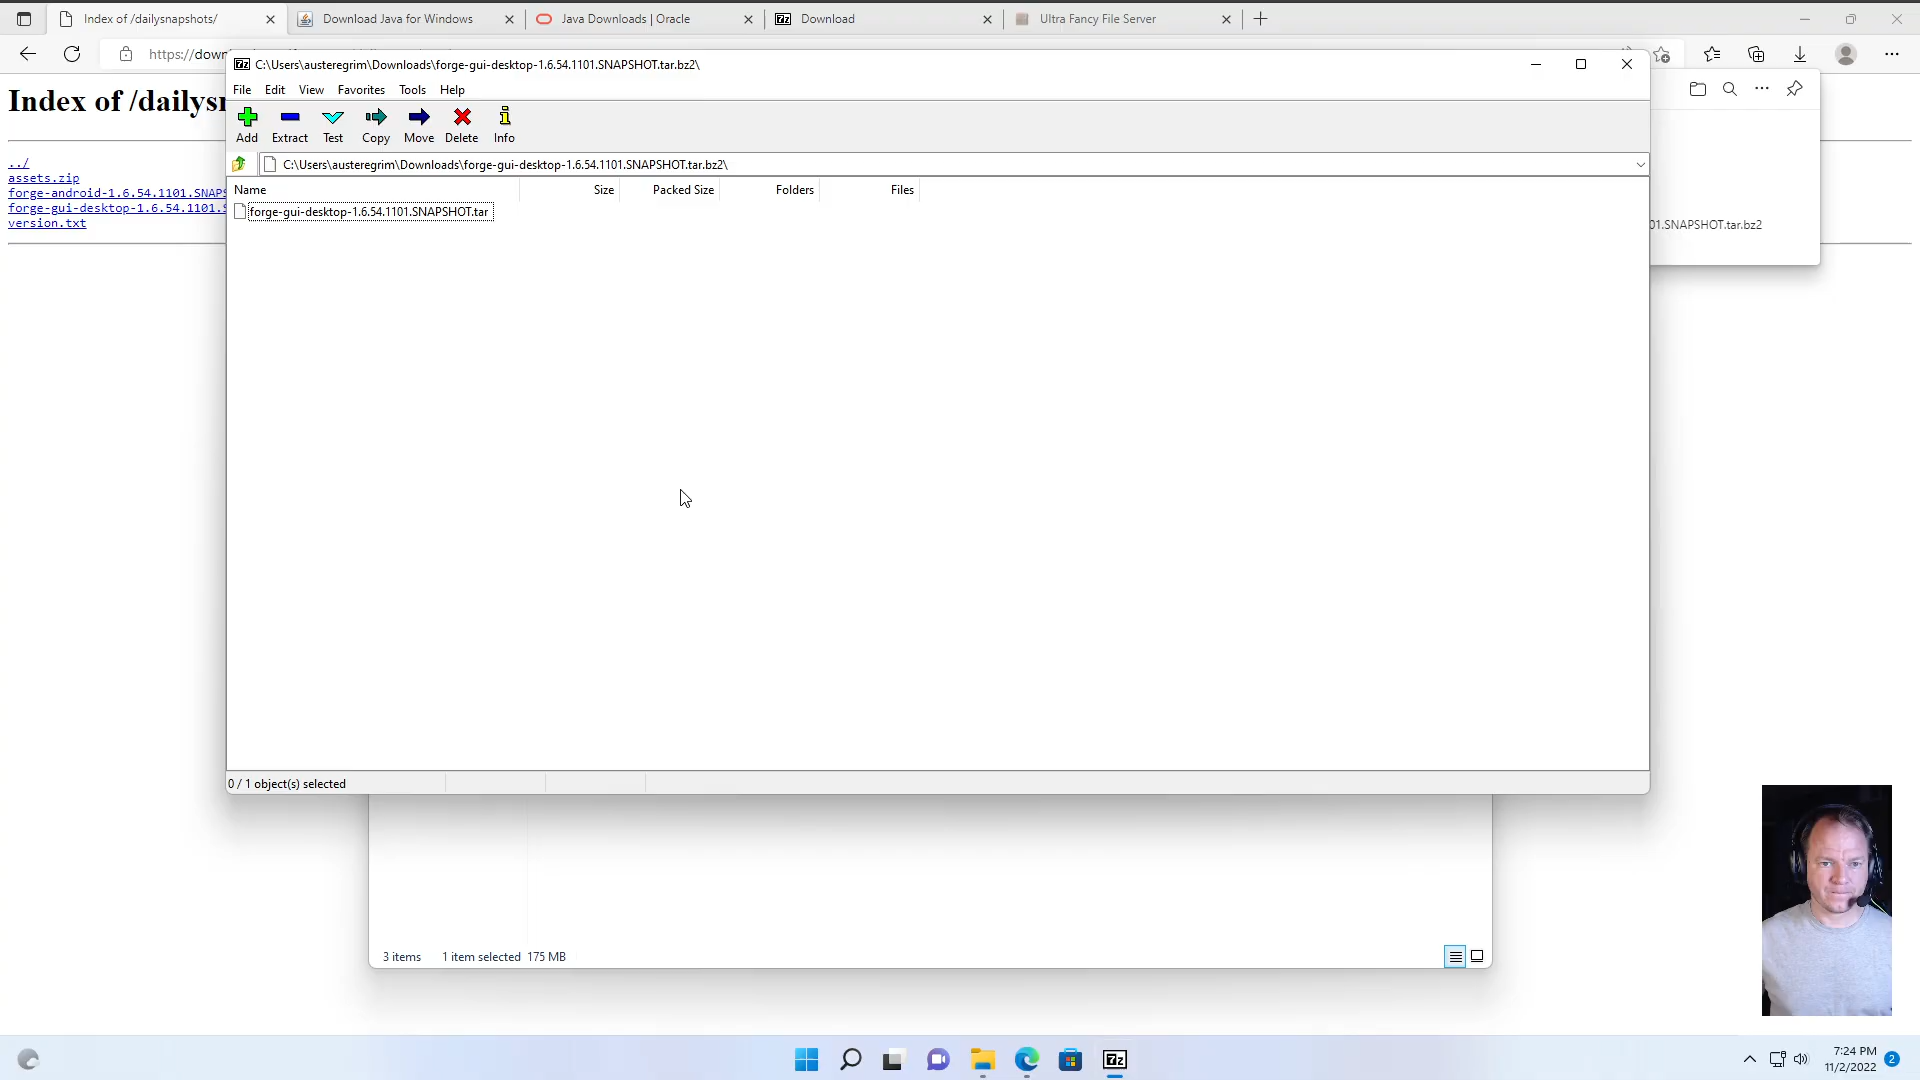 Index of /dailysnapshots/
Download Java for Windows
Java Downloads | Oracle
7z Download
Ultra Fancy File Server
https://down
7z C:\Users\austeregrim\Downloads\forge-gui-desktop-1.6.54.1101.SNAPSHOT.tar.bz2\
File Edit View Favorites Tools Help
Add Extract Test Copy Move Delete Info
C:\Users\austeregrim\Downloads\forge-gui-desktop-1.6.54.1101.SNAPSHOT.tar.bz2\
Name Size Packed Size Folders Files
forge-gui-desktop-1.6.54.1101.SNAPSHOT.tar
0 / 1 object(s) selected
Index of /dailys
../
assets.zip
forge-android-1.6.54.1101.SNAPS
forge-gui-desktop-1.6.54.1101.S
version.txt
01.SNAPSHOT.tar.bz2
3 items 1 item selected 175 MB
7z
7:24 PM
11/2/2022
2